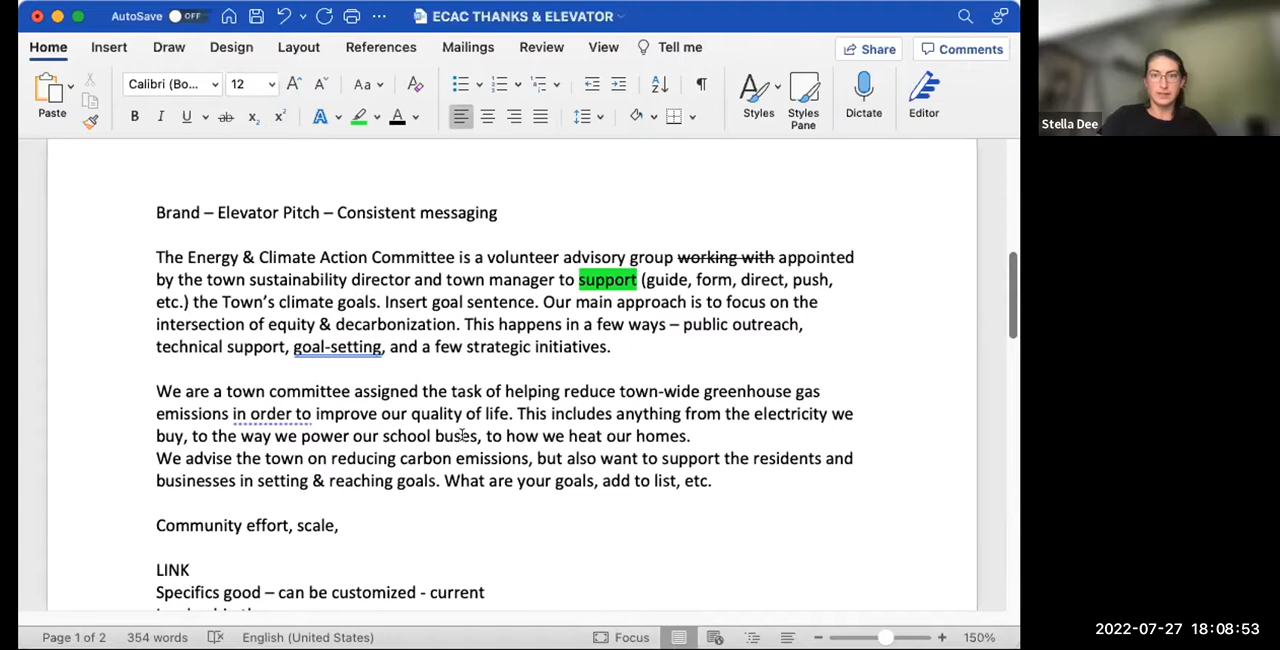 AutoSave OFF ECAC THANKS & ELEVATOR
Home Insert Draw Design Layout References Mailings Review View Tell me Share Comments
Calibri (Bo... 12 Aa
Paste Styles Styles Pane Dictate Editor
Stella Dee
Brand – Elevator Pitch – Consistent messaging
The Energy & Climate Action Committee is a volunteer advisory group working with appointed
by the town sustainability director and town manager to support (guide, form, direct, push,
etc.) the Town's climate goals. Insert goal sentence. Our main approach is to focus on the
intersection of equity & decarbonization. This happens in a few ways – public outreach,
technical support, goal-setting, and a few strategic initiatives.
We are a town committee assigned the task of helping reduce town-wide greenhouse gas
emissions in order to improve our quality of life. This includes anything from the electricity we
buy, to the way we power our school buses, to how we heat our homes.
We advise the town on reducing carbon emissions, but also want to support the residents and
businesses in setting & reaching goals. What are your goals, add to list, etc.
Community effort, scale,
LINK
Specifics good – can be customized - current
Page 1 of 2 354 words English (United States) Focus 150%
2022-07-27 18:08:53